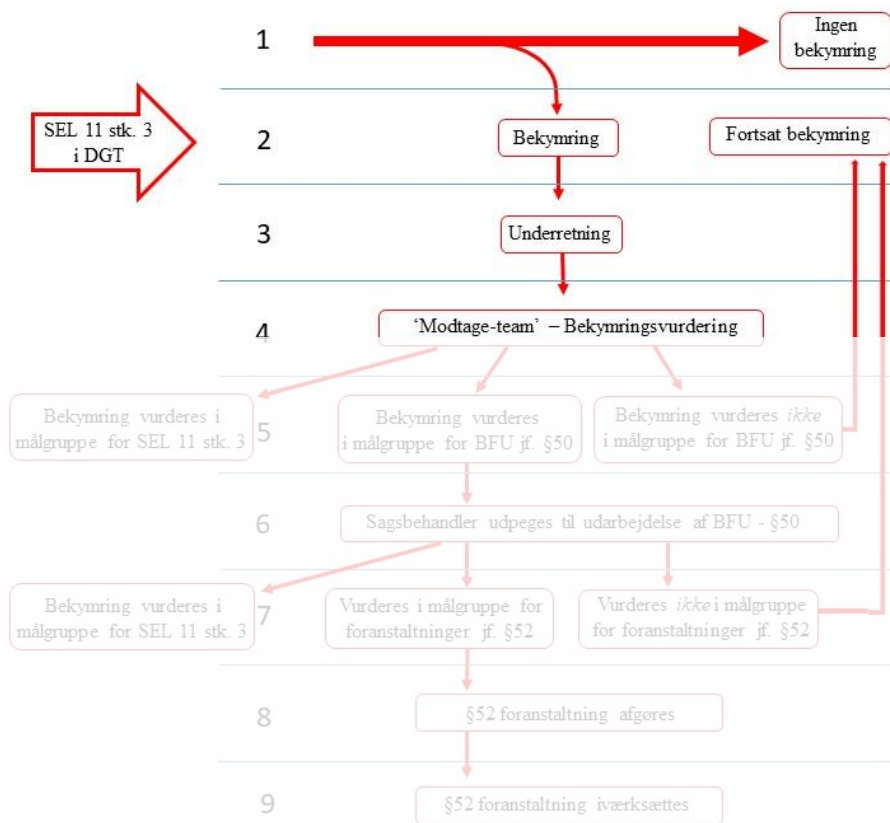 1
Ingen
bekymring
SEL 11 stk. 3
i DGT
2
Bekymring
Fortsat bekymring
3
Underretning
4
‘Modtage-team’ – Bekymringsvurdering
Bekymring vurderes i
målgruppe for SEL 11 stk. 3
5
Bekymring vurderes
i målgruppe for BFU jf. §50
Bekymring vurderes ikke
i målgruppe for BFU jf. §50
6
Sagsbehandler udpeges til udarbejdelse af BFU - §50
Bekymring vurderes i
målgruppe for SEL 11 stk. 3
7
Vurderes i målgruppe for
foranstaltninger jf. §52
Vurderes ikke i målgruppe
for foranstaltninger jf. §52
8
§52 foranstaltning afgøres
9
§52 foranstaltning iværksættes